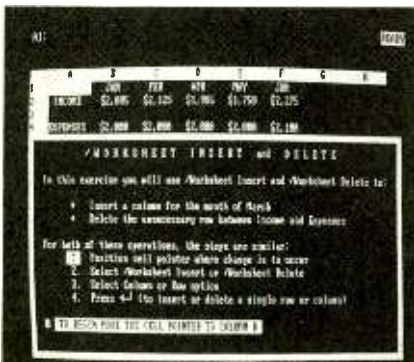 A1:
READY
A B C D E F G H
JAN FEB APR MAY JUN
INCOME $2,125 $1,750 $2,275
EXPENSES $2,000 $2,000 $2,000 $2,000 $2,100
/WORKSHEET INSERT and DELETE
In this exercise you will use /Worksheet Insert and /Worksheet Delete to:
Insert a column for the month of March
Delete the unnecessary row between Income and Expenses
For both of these operations, the steps are similar:
1. Position cell pointer where change is to occur
2. Select /Worksheet Insert or /Worksheet Delete
3. Select Column or Row option
4. Press ↵ (to insert or delete a single row or column)
TO BEGIN MOVE THE CELL POINTER TO COLUMN